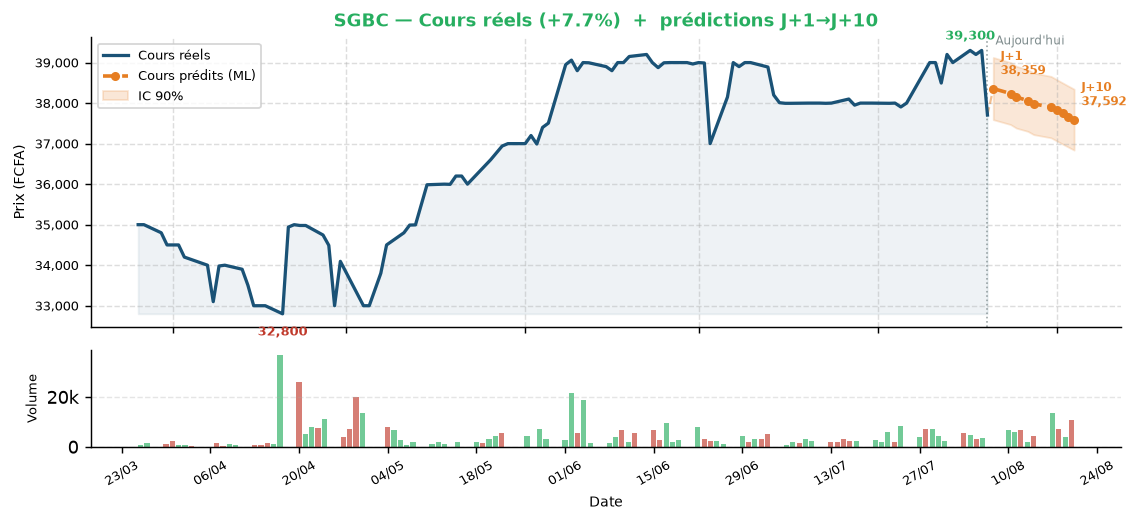 SGBC — Cours réels (+7.7%)  +  prédictions J+1→J+10
Cours réels
Cours prédits (ML)
IC 90%
39,300
Aujourd'hui
J+1
38,359
J+10
37,592
32,800
Prix (FCFA)
39,000
38,000
37,000
36,000
35,000
34,000
33,000
Volume
20k
0
23/03
06/04
20/04
04/05
18/05
01/06
15/06
29/06
13/07
27/07
10/08
24/08
Date